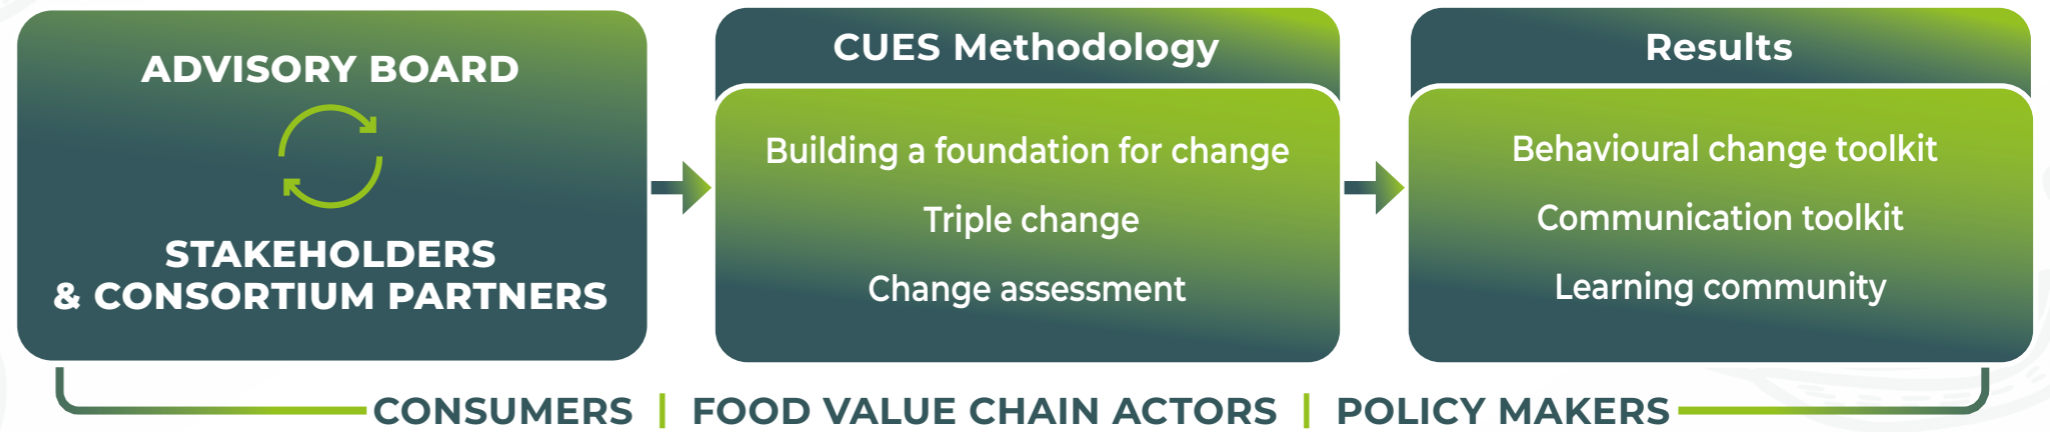 ADVISORY BOARD
STAKEHOLDERS
& CONSORTIUM PARTNERS
CUES Methodology
Building a foundation for change
Triple change
Change assessment
Results
Behavioural change toolkit
Communication toolkit
Learning community
CONSUMERS | FOOD VALUE CHAIN ACTORS | POLICY MAKERS